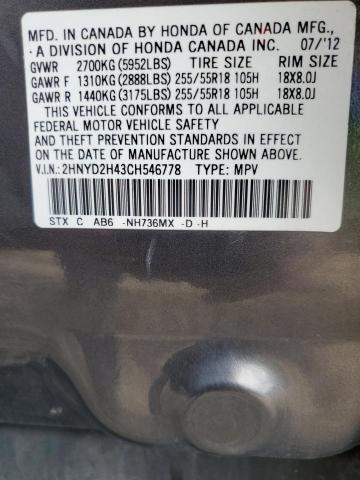 MFD. IN CANADA BY HONDA OF CANADA MFG.,
A DIVISION OF HONDA CANADA INC. 07/'12
GVWR 2700KG(5952LBS) TIRE SIZE RIM SIZE
GAWR F 1310KG(2888LBS) 255/55R18 105H 18X8.0J
GAWR R 1440KG(3175LBS) 255/55R18 105H 18X8.0J
THIS VEHICLE CONFORMS TO ALL APPLICABLE
FEDERAL MOTOR VEHICLE SAFETY
AND THEFT PREVENTION STANDARDS IN EFFECT ON
THE DATE OF MANUFACTURE SHOWN ABOVE.
V.I.N.: 2HNYD2H43CH546778 TYPE: MPV
STX C AB6 -NH736MX -D -H